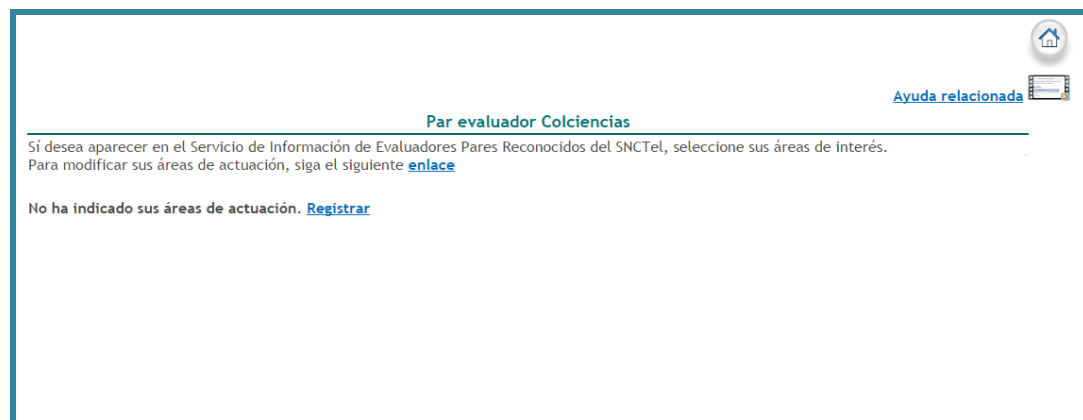 Ayuda relacionada
Par evaluador Colciencias
Sí desea aparecer en el Servicio de Información de Evaluadores Pares Reconocidos del SNCTel, seleccione sus áreas de interés.
Para modificar sus áreas de actuación, siga el siguiente enlace
No ha indicado sus áreas de actuación. Registrar